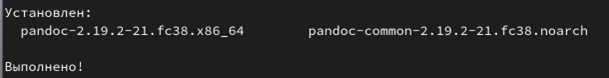 Установлен:
pandoc-2.19.2-21.fc38.x86_64 pandoc-common-2.19.2-21.fc38.noarch
Выполнено!